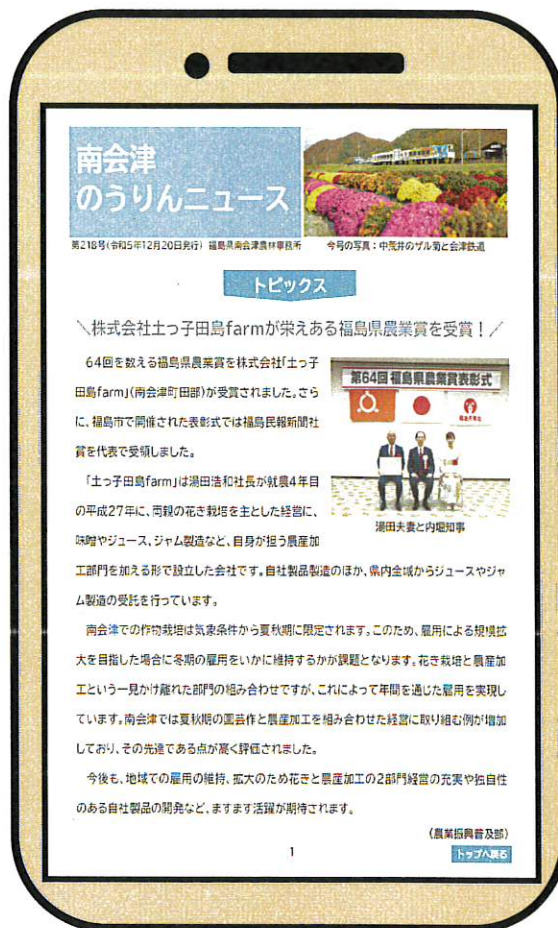 南会津
のうりんニュース
第218号(令和5年12月20日発行) 福島県南会津農林事務所
今号の写真：中荒井のザル菊と会津鉄道
トピックス
＼株式会社土っ子田島farmが栄えある福島県農業賞を受賞！／
64回を数える福島県農業賞を株式会社「土っ子
田島farm」(南会津町田部)が受賞されました。さら
に、福島市で開催された表彰式では福島民報新聞社
賞を代表で受領しました。
第64回 福島県農業賞表彰式
湯田夫妻と内堀知事
「土っ子田島farm」は湯田浩和社長が就農4年目
の平成27年に、両親の花き栽培を主とした経営に、
味噌やジュース、ジャム製造など、自身が担う農産加
工部門を加える形で設立した会社です。自社製品製造のほか、県内全域からジュースやジャ
ム製造の受託を行っています。
南会津での作物栽培は気象条件から夏秋期に限定されます。このため、雇用による規模拡
大を目指した場合に冬期の雇用をいかに維持するかが課題となります。花き栽培と農産加
工という一見かけ離れた部門の組み合わせですが、これによって年間を通じた雇用を実現し
ています。南会津では夏秋期の園芸作と農産加工を組み合わせた経営に取り組む例が増加
しており、その先達である点が高く評価されました。
今後も、地域での雇用の維持、拡大のため花きと農産加工の2部門経営の充実や独自性
のある自社製品の開発など、ますます活躍が期待されます。
(農業振興普及部)
1
トップへ戻る